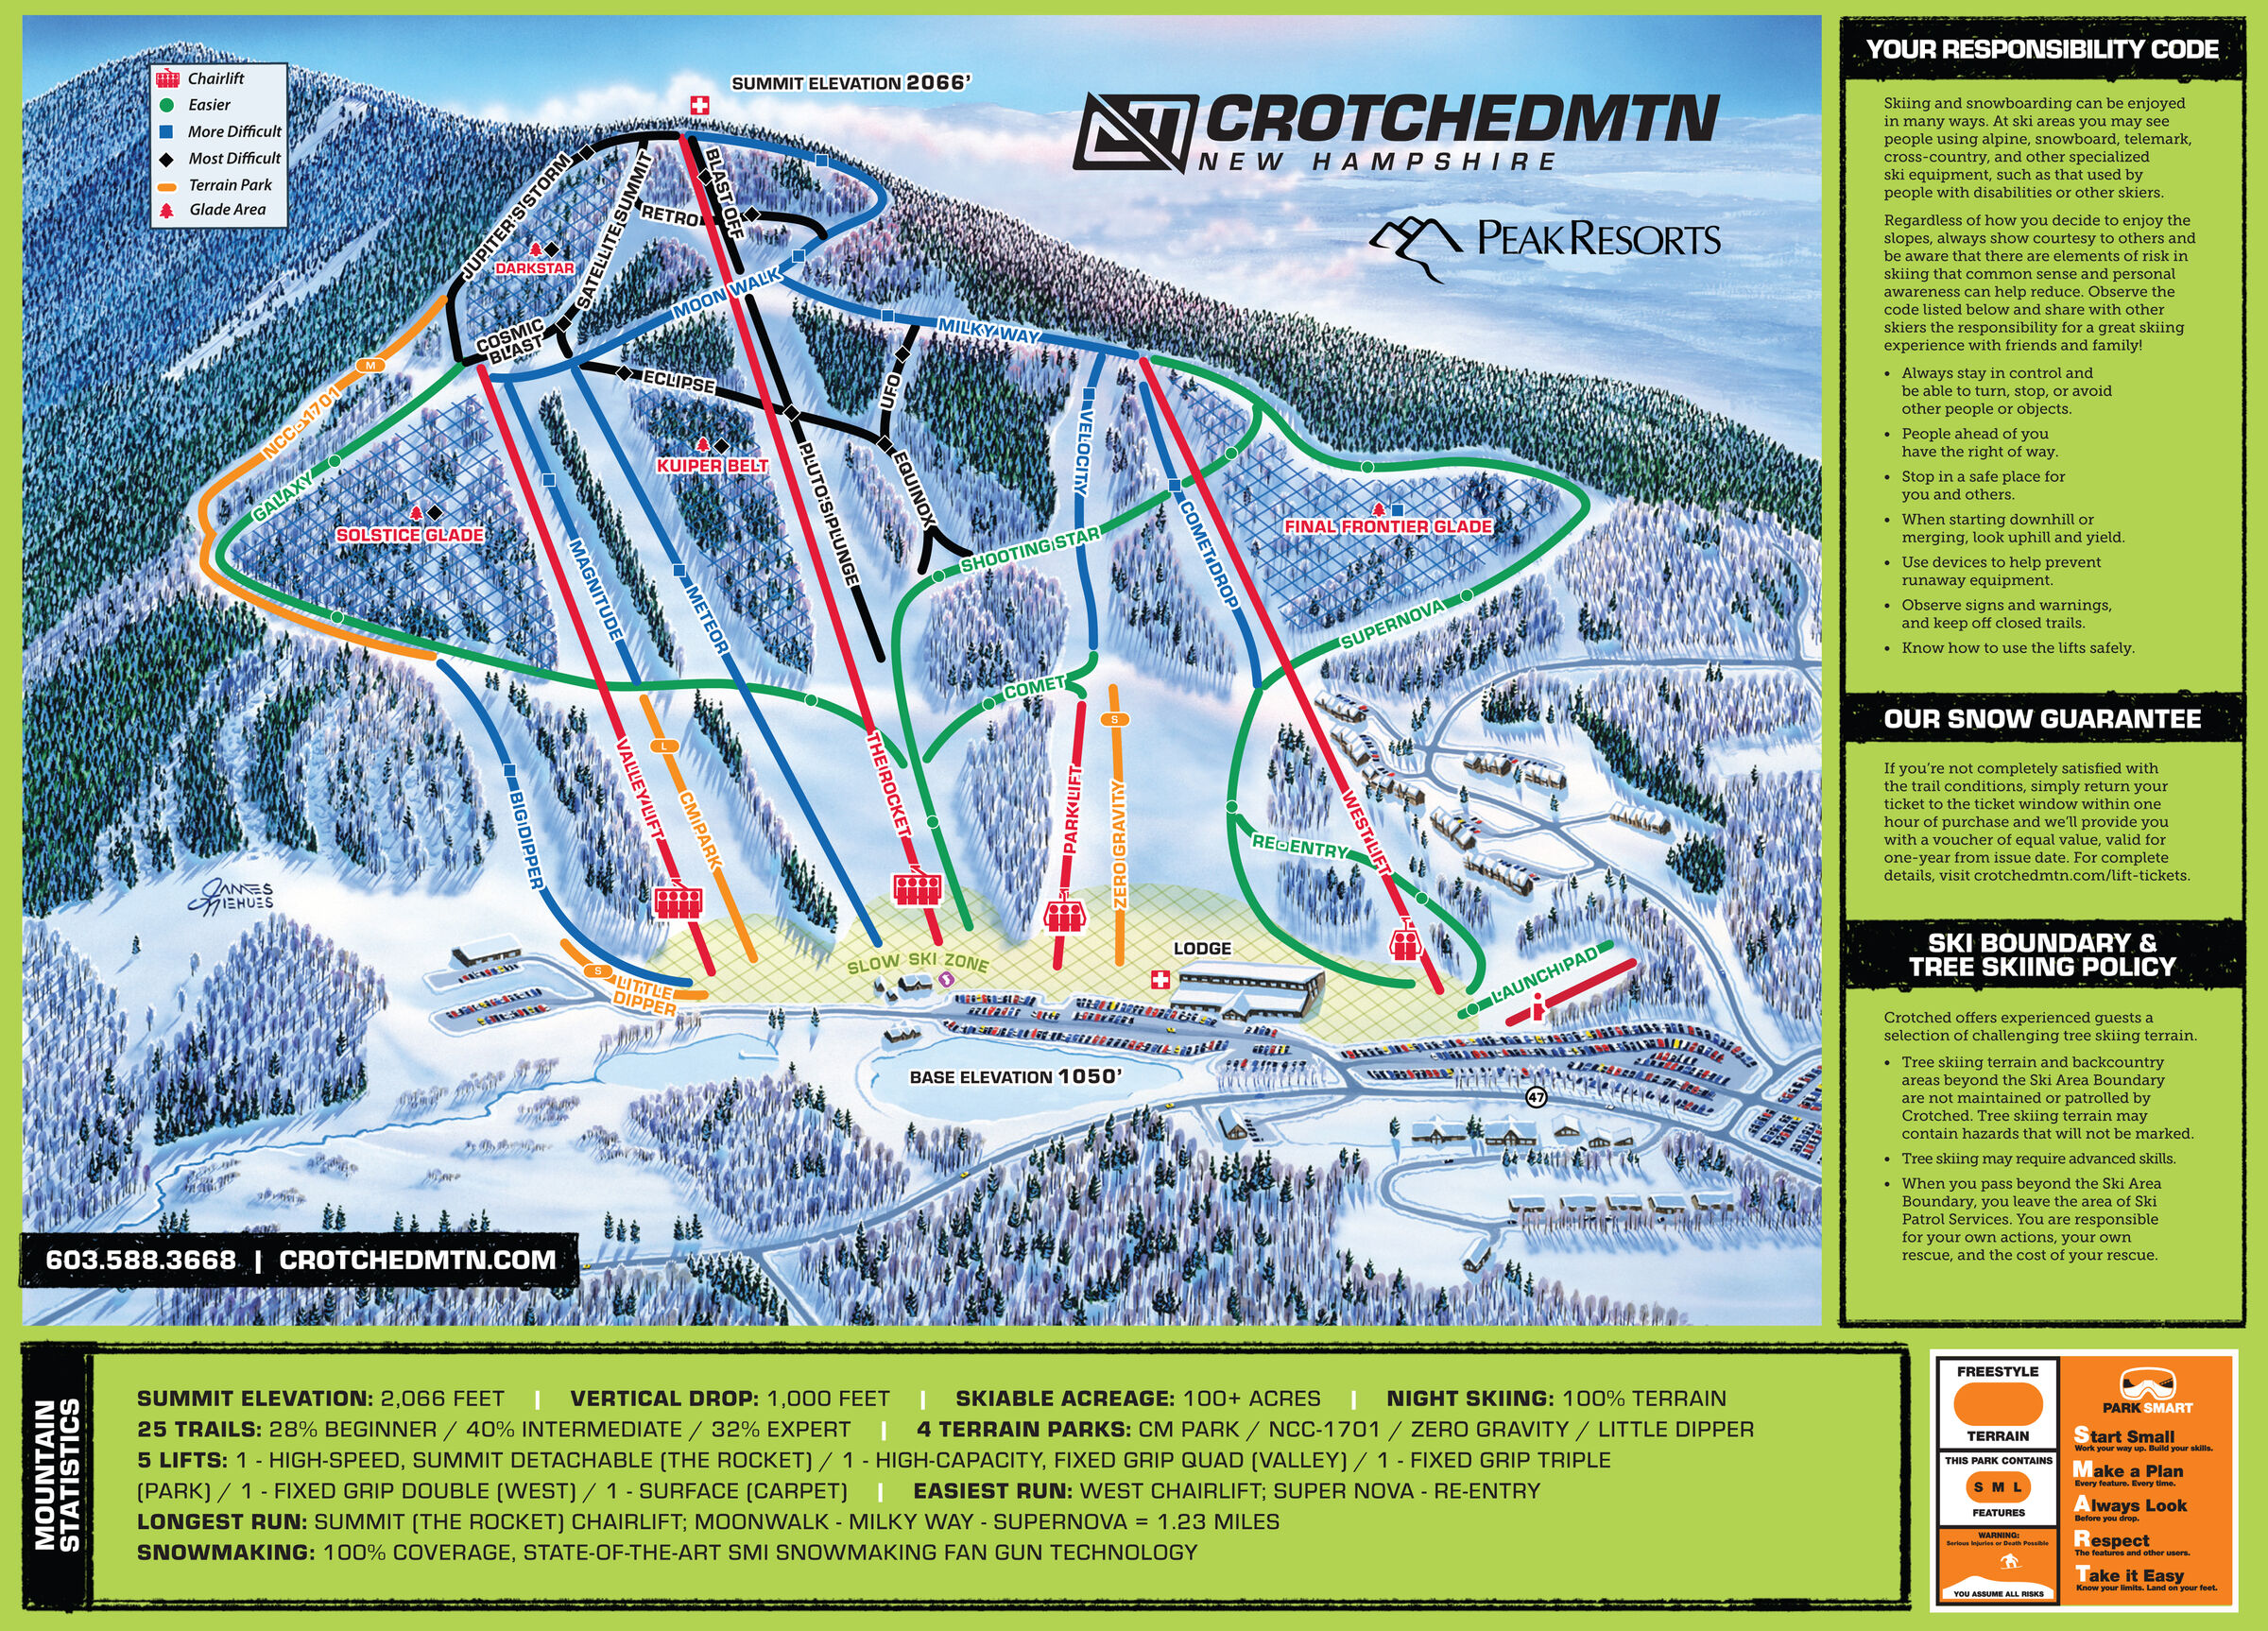 Chairlift
Easier
More Difficult
Most Difficult
Terrain Park
Glade Area
SUMMIT ELEVATION 2066'
CROTCHEDMTN
NEW HAMPSHIRE
PEAK RESORTS
JUPITER'S STORM
SATELLITE SUMMIT
BLAST OFF
RETRO
DARKSTAR
COSMIC
BLAST
MOON WALK
MILKY WAY
M
NCC-1701
GALAXY
ECLIPSE
UFO
VELOCITY
KUIPER BELT
SOLSTICE GLADE
PLUTO'S PLUNGE
EQUINOX
SHOOTING STAR
COMET DROP
FINAL FRONTIER GLADE
MAGNITUDE
METEOR
SUPERNOVA
COMET
S
L
VALLEY LIFT
CM PARK
THE ROCKET
PARK LIFT
ZERO GRAVITY
WEST LIFT
RE-ENTRY
BIG DIPPER
JAMES
NIEHUES
S
LITTLE
DIPPER
SLOW SKI ZONE
LODGE
LAUNCH PAD
BASE ELEVATION 1050'
47
603.588.3668 | CROTCHEDMTN.COM
YOUR RESPONSIBILITY CODE
Skiing and snowboarding can be enjoyed
in many ways. At ski areas you may see
people using alpine, snowboard, telemark,
cross-country, and other specialized
ski equipment, such as that used by
people with disabilities or other skiers.
Regardless of how you decide to enjoy the
slopes, always show courtesy to others and
be aware that there are elements of risk in
skiing that common sense and personal
awareness can help reduce. Observe the
code listed below and share with other
skiers the responsibility for a great skiing
experience with friends and family!
• Always stay in control and
be able to turn, stop, or avoid
other people or objects.
• People ahead of you
have the right of way.
• Stop in a safe place for
you and others.
• When starting downhill or
merging, look uphill and yield.
• Use devices to help prevent
runaway equipment.
• Observe signs and warnings,
and keep off closed trails.
• Know how to use the lifts safely.
OUR SNOW GUARANTEE
If you're not completely satisfied with
the trail conditions, simply return your
ticket to the ticket window within one
hour of purchase and we'll provide you
with a voucher of equal value, valid for
one-year from issue date. For complete
details, visit crotchedmtn.com/lift-tickets.
SKI BOUNDARY &
TREE SKIING POLICY
Crotched offers experienced guests a
selection of challenging tree skiing terrain.
• Tree skiing terrain and backcountry
areas beyond the Ski Area Boundary
are not maintained or patrolled by
Crotched. Tree skiing terrain may
contain hazards that will not be marked.
• Tree skiing may require advanced skills.
• When you pass beyond the Ski Area
Boundary, you leave the area of Ski
Patrol Services. You are responsible
for your own actions, your own
rescue, and the cost of your rescue.
MOUNTAIN
STATISTICS
SUMMIT ELEVATION: 2,066 FEET | VERTICAL DROP: 1,000 FEET | SKIABLE ACREAGE: 100+ ACRES | NIGHT SKIING: 100% TERRAIN
25 TRAILS: 28% BEGINNER / 40% INTERMEDIATE / 32% EXPERT | 4 TERRAIN PARKS: CM PARK / NCC-1701 / ZERO GRAVITY / LITTLE DIPPER
5 LIFTS: 1 - HIGH-SPEED, SUMMIT DETACHABLE (THE ROCKET) / 1 - HIGH-CAPACITY, FIXED GRIP QUAD (VALLEY) / 1 - FIXED GRIP TRIPLE
(PARK) / 1 - FIXED GRIP DOUBLE (WEST) / 1 - SURFACE (CARPET) | EASIEST RUN: WEST CHAIRLIFT; SUPER NOVA - RE-ENTRY
LONGEST RUN: SUMMIT (THE ROCKET) CHAIRLIFT; MOONWALK - MILKY WAY - SUPERNOVA = 1.23 MILES
SNOWMAKING: 100% COVERAGE, STATE-OF-THE-ART SMI SNOWMAKING FAN GUN TECHNOLOGY
FREESTYLE
TERRAIN
THIS PARK CONTAINS
S M L
FEATURES
WARNING:
Serious Injuries or Death Possible
YOU ASSUME ALL RISKS
PARK SMART
Start Small
Work your way up. Build your skills.
Make a Plan
Every feature. Every time.
Always Look
Before you drop.
Respect
The features and other users.
Take it Easy
Know your limits. Land on your feet.